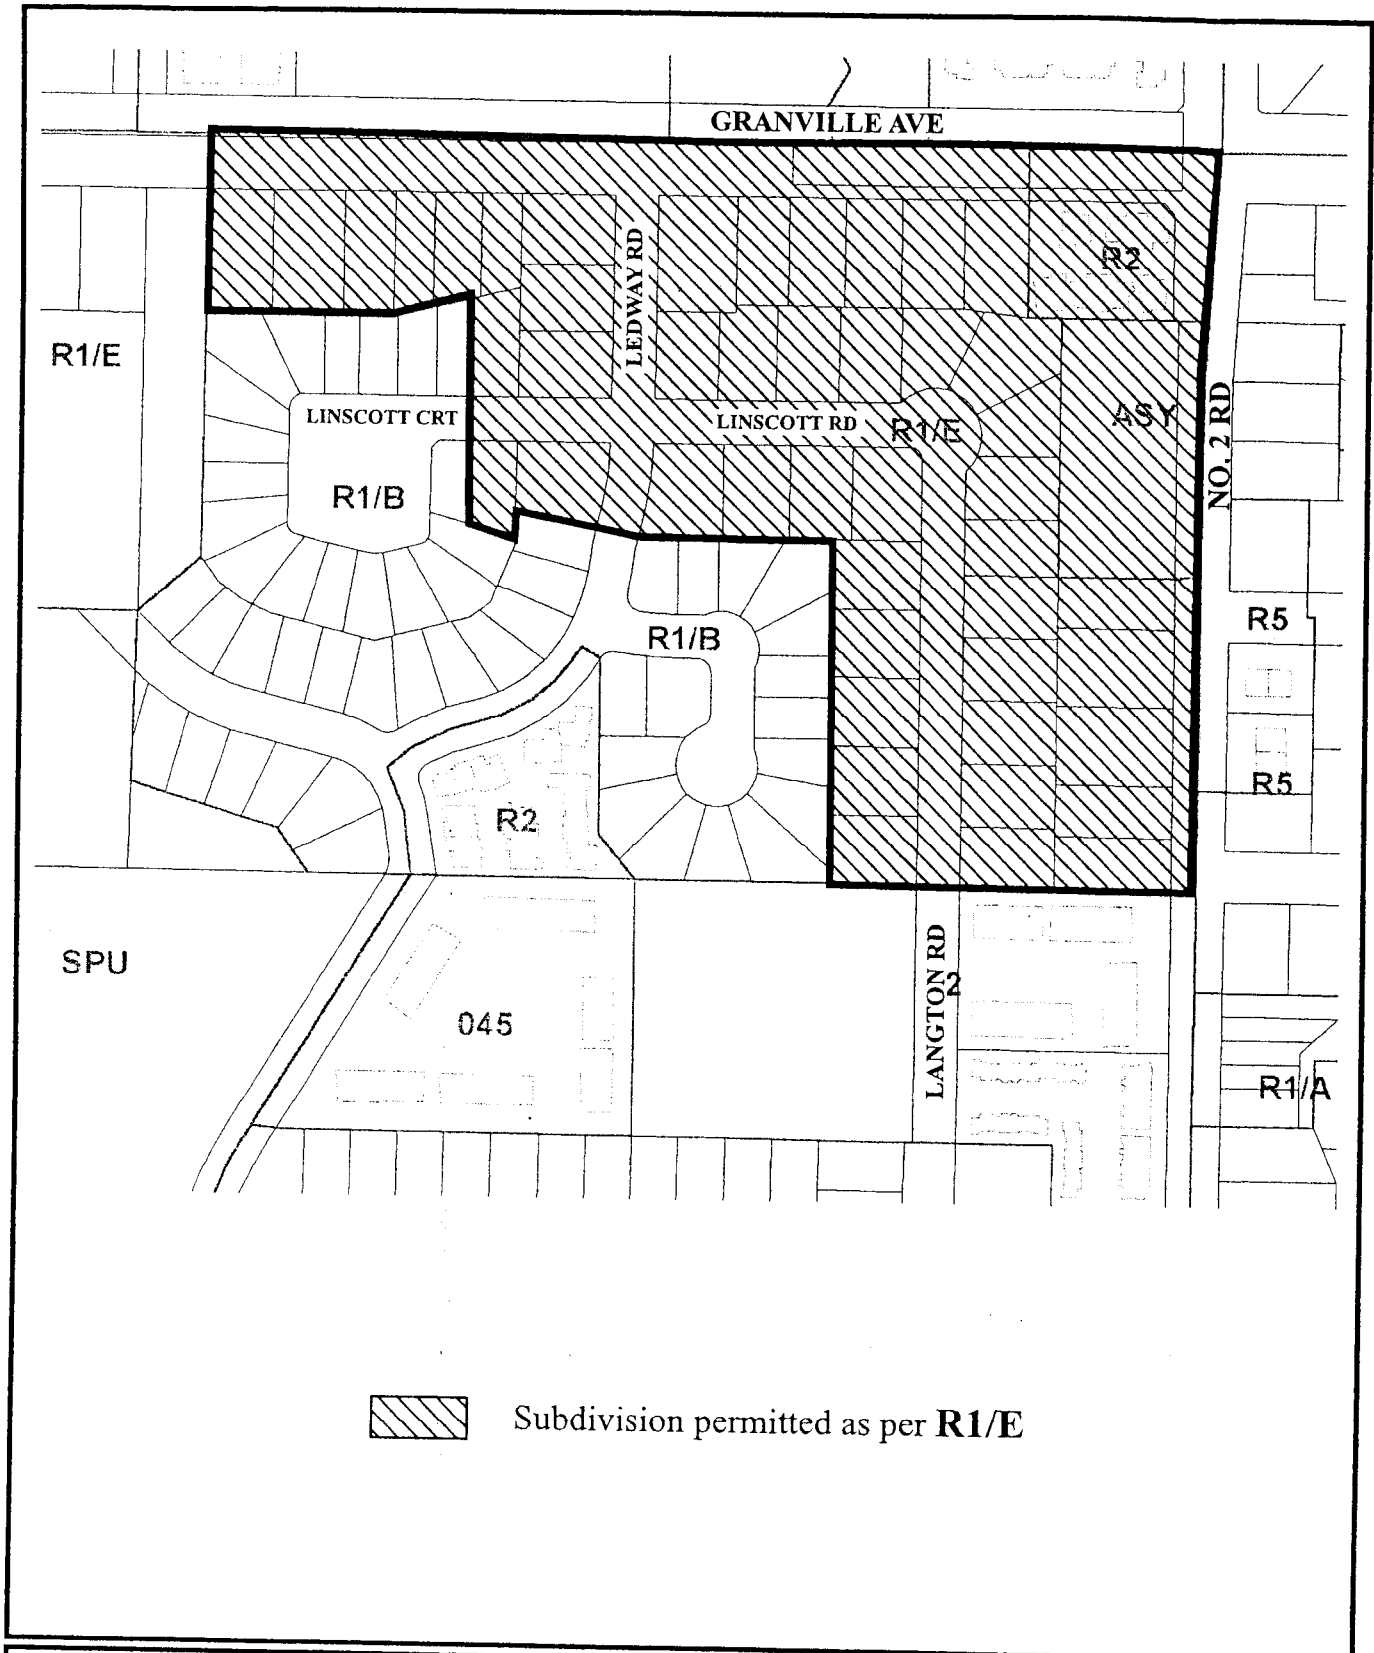 GRANVILLE AVE
R2
LEDWAY RD
R1/E
LINSCOTT CRT
LINSCOTT RD
R1/E
ASY
NO. 2 RD
R1/B
R5
R1/B
R5
R2
SPU
LANGTON RD
2
045
R1/A
Subdivision permitted as per R1/E